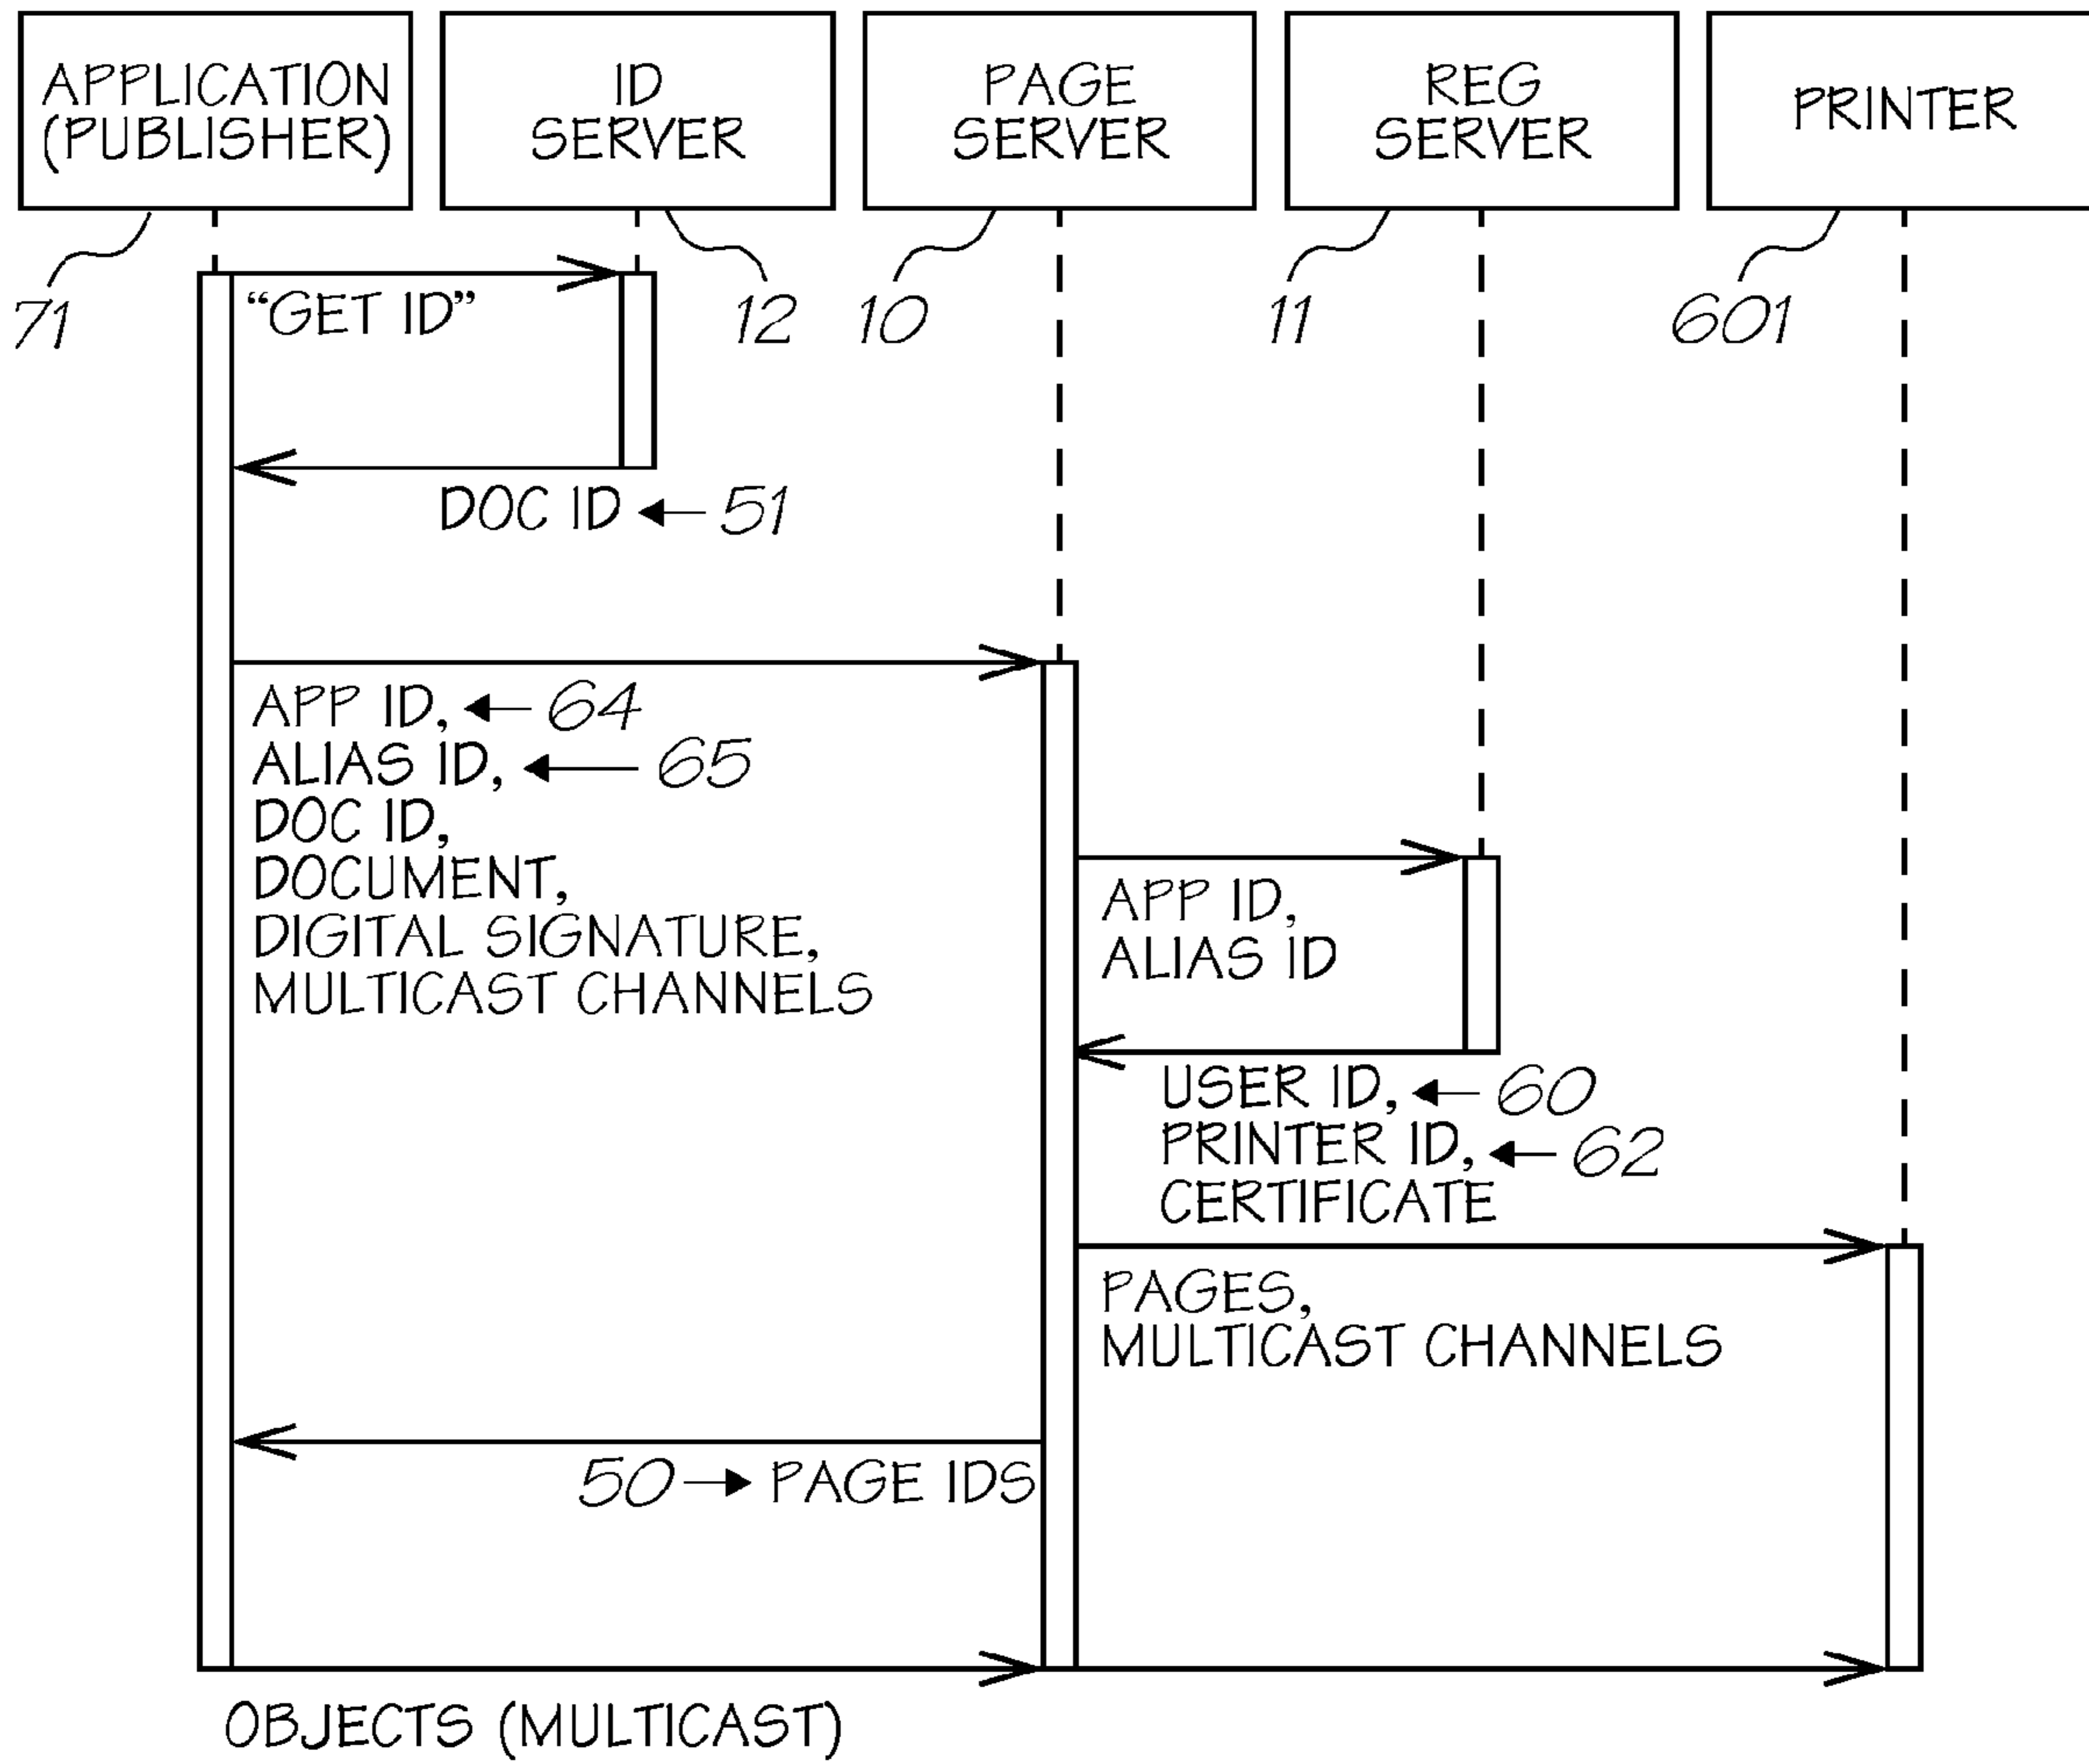 APPLICATION
(PUBLISHER)
ID
SERVER
PAGE
SERVER
REG
SERVER
PRINTER
71
12
10
11
601
“GET ID”
DOC ID 51
APP ID, 64
ALIAS ID, 65
DOC ID,
DOCUMENT,
DIGITAL SIGNATURE,
MULTICAST CHANNELS
APP ID,
ALIAS ID
USER ID, 60
PRINTER ID, 62
CERTIFICATE
PAGES,
MULTICAST CHANNELS
50 PAGE IDS
OBJECTS (MULTICAST)